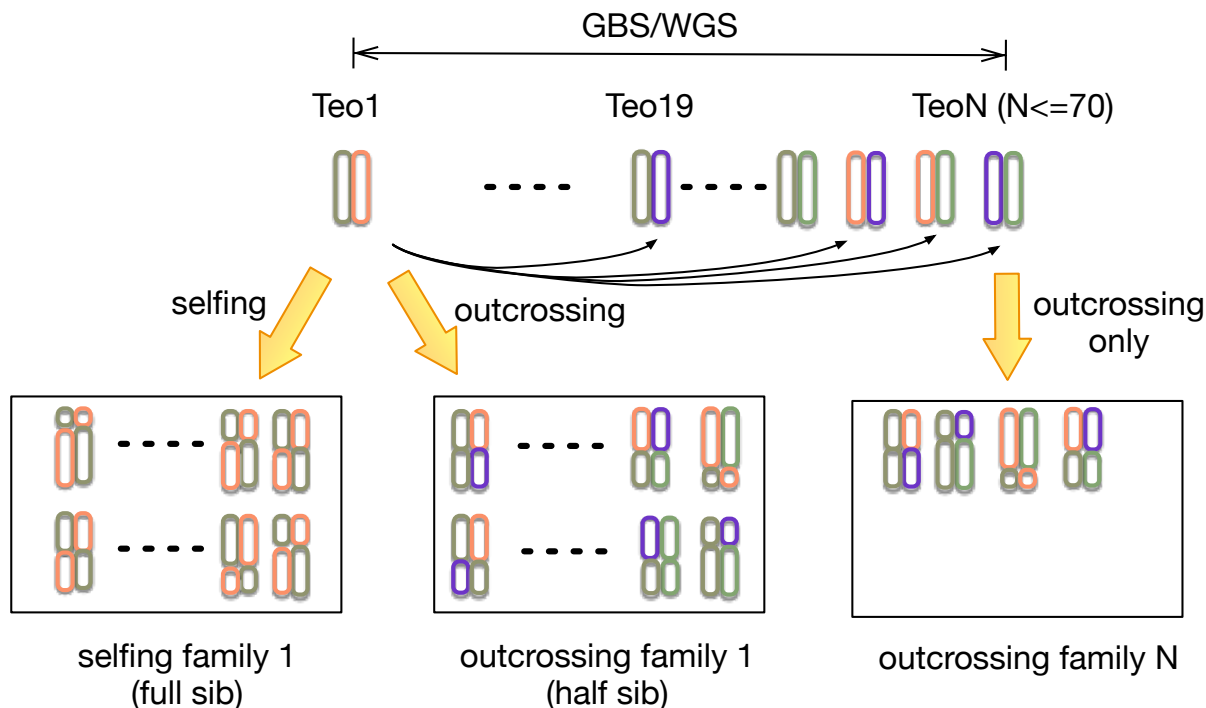 GBS/WGS
Teo1
Teo19
TeoN (N<=70)
selfing
outcrossing
outcrossing
only
selfing family 1
(full sib)
outcrossing family 1
(half sib)
outcrossing family N